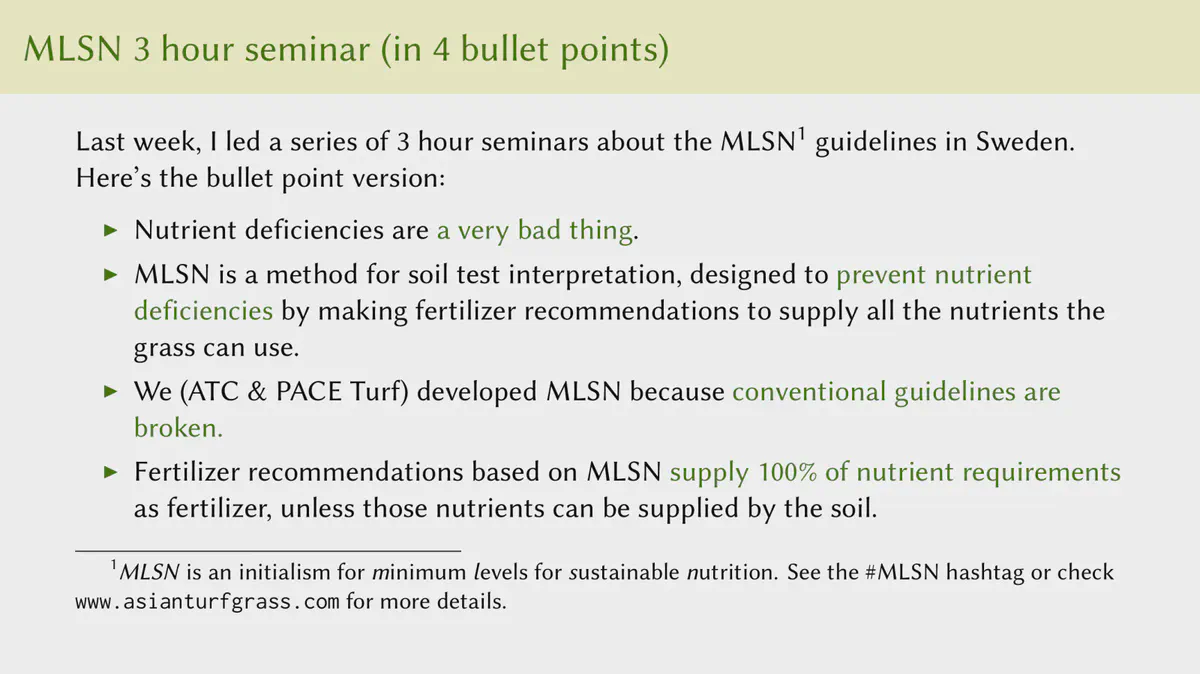 MLSN 3 hour seminar (in 4 bullet points)
Last week, I led a series of 3 hour seminars about the MLSN¹ guidelines in Sweden.
Here’s the bullet point version:
▶ Nutrient deficiencies are a very bad thing.
▶ MLSN is a method for soil test interpretation, designed to prevent nutrient
deficiencies by making fertilizer recommendations to supply all the nutrients the
grass can use.
▶ We (ATC & PACE Turf) developed MLSN because conventional guidelines are
broken.
▶ Fertilizer recommendations based on MLSN supply 100% of nutrient requirements
as fertilizer, unless those nutrients can be supplied by the soil.
¹MLSN is an initialism for minimum levels for sustainable nutrition. See the #MLSN hashtag or check
www.asianturfgrass.com for more details.